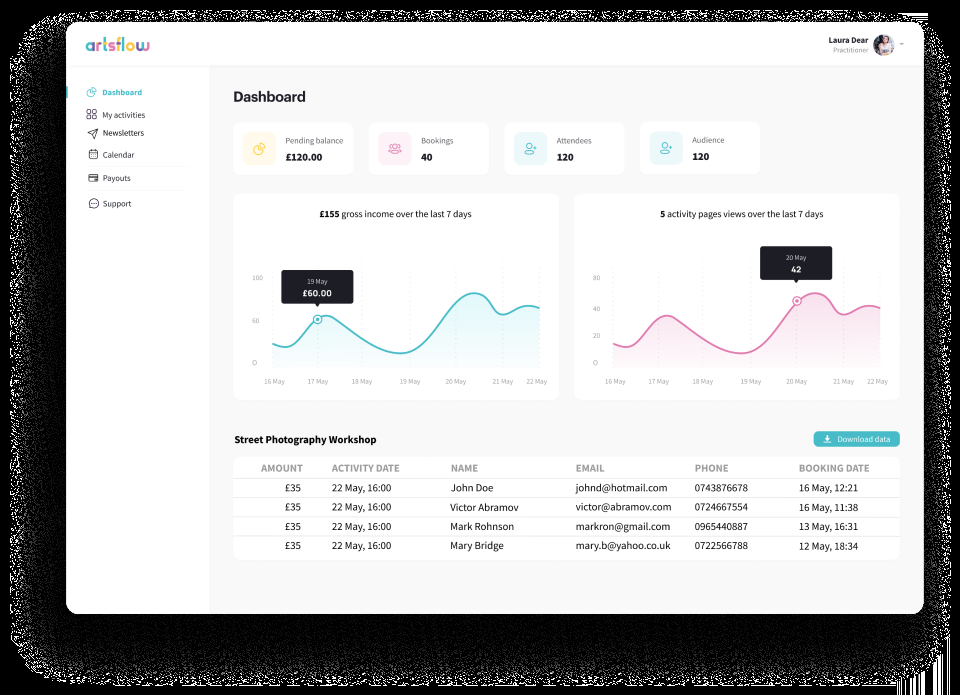 artsflow
Laura Dear
Practitioner
Dashboard
My activities
Newsletters
Calendar
Payouts
Support
Dashboard
Pending balance
£120.00
Bookings
40
Attendees
120
Audience
120
£155 gross income over the last 7 days
19 May
£60.00
100
60
0
16 May 17 May 18 May 19 May 20 May 21 May 22 May
5 activity pages views over the last 7 days
20 May
42
80
40
20
0
16 May 17 May 18 May 19 May 20 May 21 May 22 May
Street Photography Workshop
Download data
AMOUNT ACTIVITY DATE NAME EMAIL PHONE BOOKING DATE
£35 22 May, 16:00 John Doe johnd@hotmail.com 0743876678 16 May, 12:21
£35 22 May, 16:00 Victor Abramov victor@abramov.com 0724667554 16 May, 11:38
£35 22 May, 16:00 Mark Rohnson markron@gmail.com 0965440887 13 May, 16:31
£35 22 May, 16:00 Mary Bridge mary.b@yahoo.co.uk 0722566788 12 May, 18:34